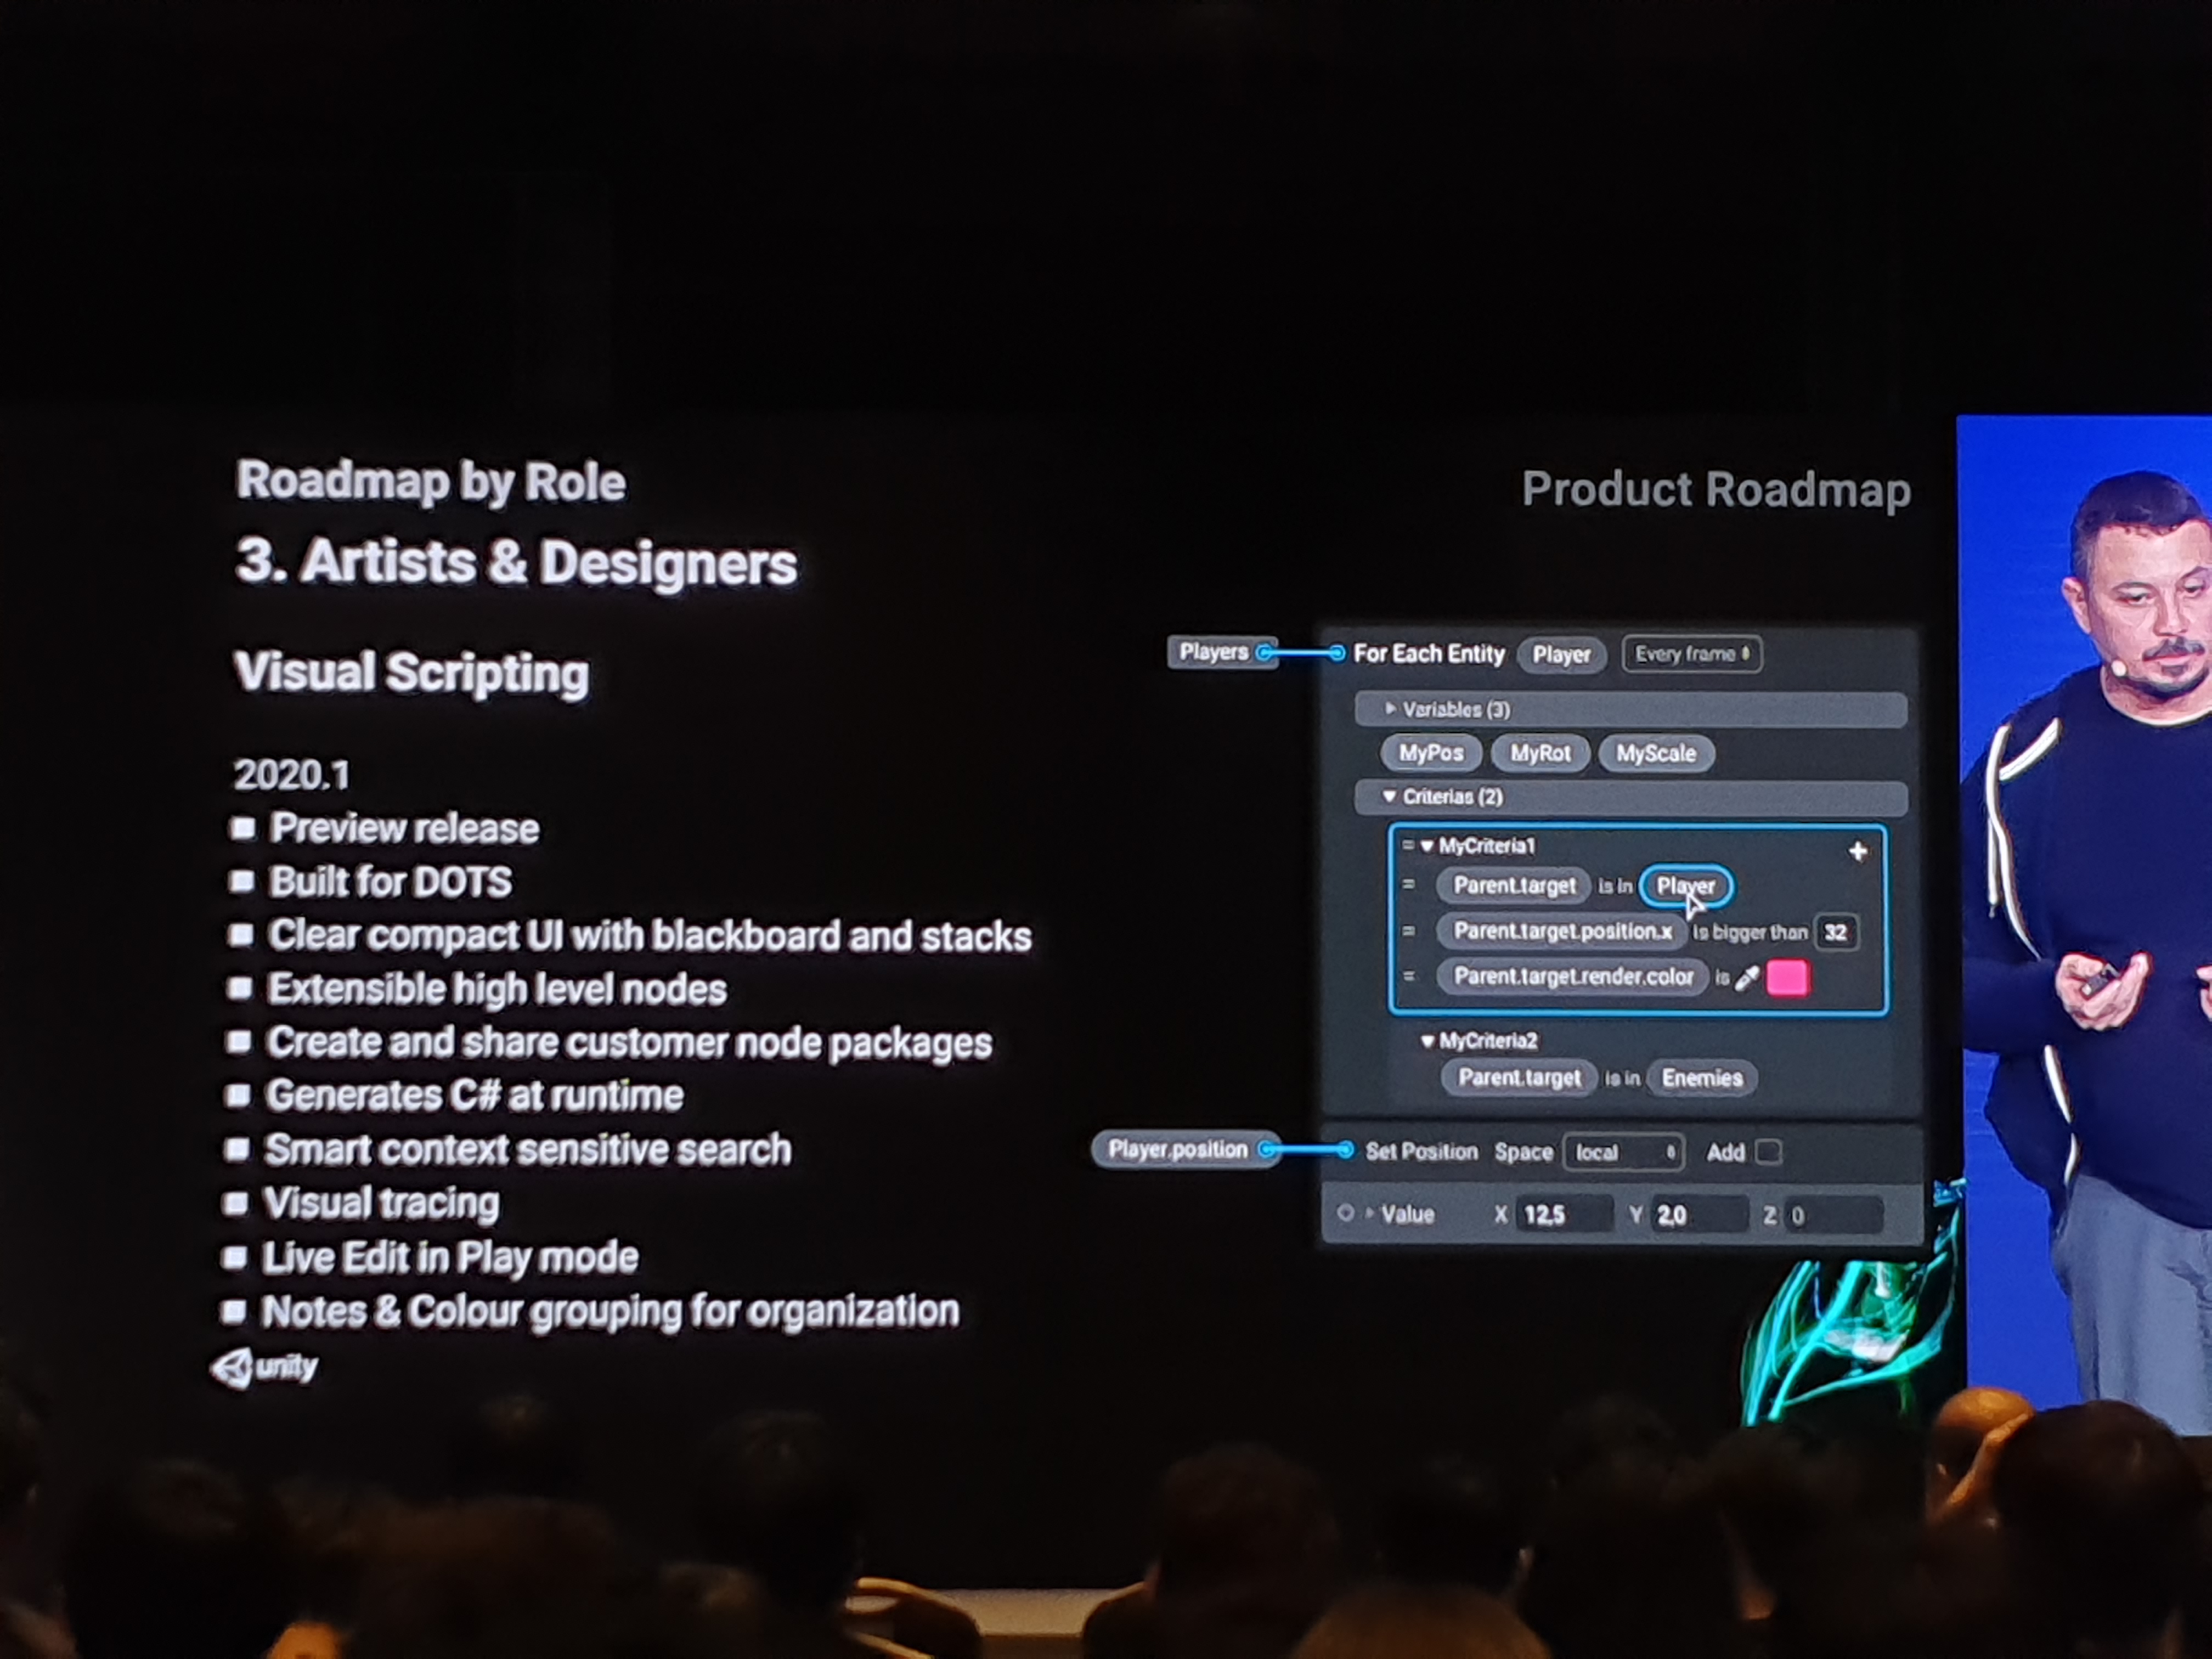 Roadmap by Role
3. Artists & Designers
Visual Scripting
2020.1
Preview release
Built for DOTS
Clear compact UI with blackboard and stacks
Extensible high level nodes
Create and share customer node packages
Generates C# at runtime
Smart context sensitive search
Visual tracing
Live Edit in Play mode
Notes & Colour grouping for organization
unity
Product Roadmap
Players For Each Entity Player Every frame
Variables (3)
MyPos MyRot MyScale
Criterias (2)
MyCriteria1 +
Parent.target is in Player
Parent.target.position.x is bigger than 32
Parent.target.render.color is
MyCriteria2
Parent.target is in Enemies
Player.position Set Position Space local Add
Value X 12.5 Y 2.0 Z 0